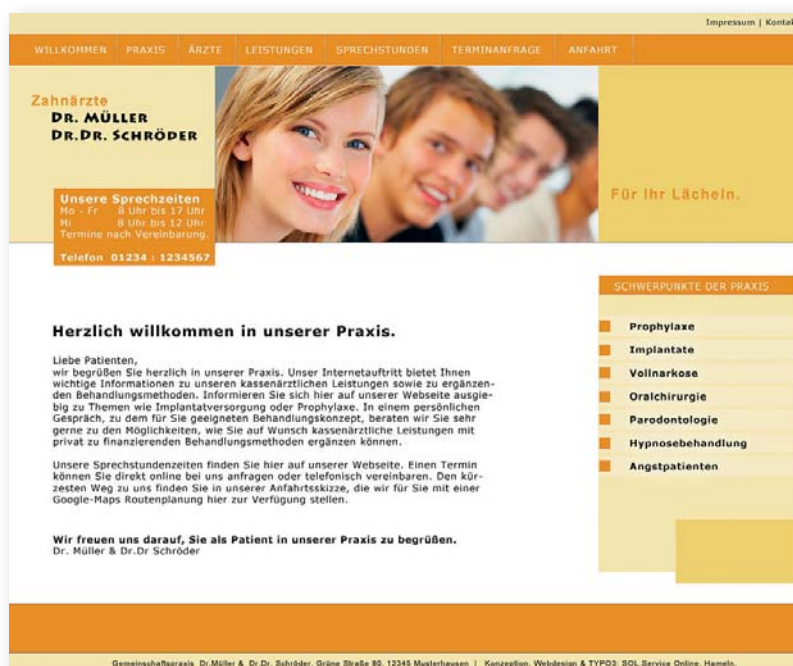 Impressum | Kontak
WILLKOMMEN PRAXIS ÄRZTE LEISTUNGEN SPRECHSTUNDEN TERMINANFRAGE ANFAHRT
Zahnärzte
DR. MÜLLER
DR.DR. SCHRÖDER
Unsere Sprechzeiten
Mo - Fr 8 Uhr bis 17 Uhr
Mi 8 Uhr bis 12 Uhr
Termine nach Vereinbarung.
Telefon 01234 : 1234567
Für Ihr Lächeln.
Herzlich willkommen in unserer Praxis.
Liebe Patienten,
wir begrüßen Sie herzlich in unserer Praxis. Unser Internetauftritt bietet Ihnen
wichtige Informationen zu unseren kassenärztlichen Leistungen sowie zu ergänzen-
den Behandlungsmethoden. Informieren Sie sich hier auf unserer Webseite ausgie-
big zu Themen wie Implantatversorgung oder Prophylaxe. In einem persönlichen
Gespräch, zu dem für Sie geeigneten Behandlungskonzept, beraten wir Sie sehr
gerne zu den Möglichkeiten, wie Sie auf Wunsch kassenärztliche Leistungen mit
privat zu finanzierenden Behandlungsmethoden ergänzen können.
Unsere Sprechstundenzeiten finden Sie hier auf unserer Webseite. Einen Termin
können Sie direkt online bei uns anfragen oder telefonisch vereinbaren. Den kür-
zesten Weg zu uns finden Sie in unserer Anfahrtsskizze, die wir für Sie mit einer
Google-Maps Routenplanung hier zur Verfügung stellen.
Wir freuen uns darauf, Sie als Patient in unserer Praxis zu begrüßen.
Dr. Müller & Dr.Dr Schröder
SCHWERPUNKTE DER PRAXIS
Prophylaxe
Implantate
Vollnarkose
Oralchirurgie
Parodontologie
Hypnosebehandlung
Angstpatienten
Gemeinschaftspraxis Dr.Müller & Dr.Dr. Schröder, Grüne Straße 80, 12345 Musterhausen | Konzeption, Webdesign & TYPO3: SOL.Service Online, Hameln.